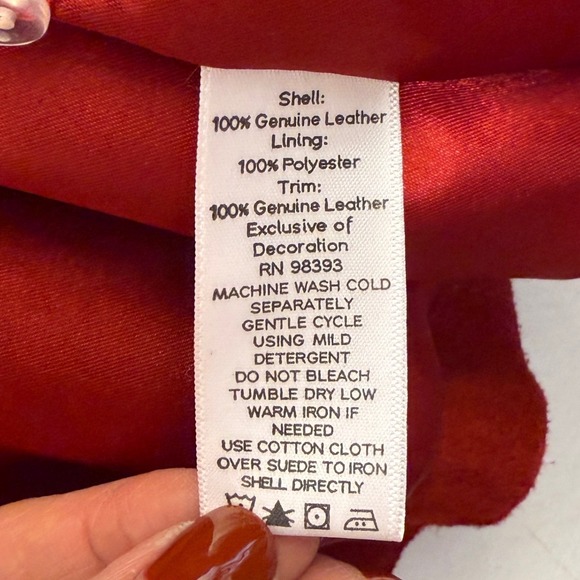 Shell:
100% Genuine Leather
Lining:
100% Polyester
Trim:
100% Genuine Leather
Exclusive of
Decoration
RN 98393
MACHINE WASH COLD
SEPARATELY
GENTLE CYCLE
USING MILD
DETERGENT
DO NOT BLEACH
TUMBLE DRY LOW
WARM IRON IF
NEEDED
USE COTTON CLOTH
OVER SUEDE TO IRON
SHELL DIRECTLY